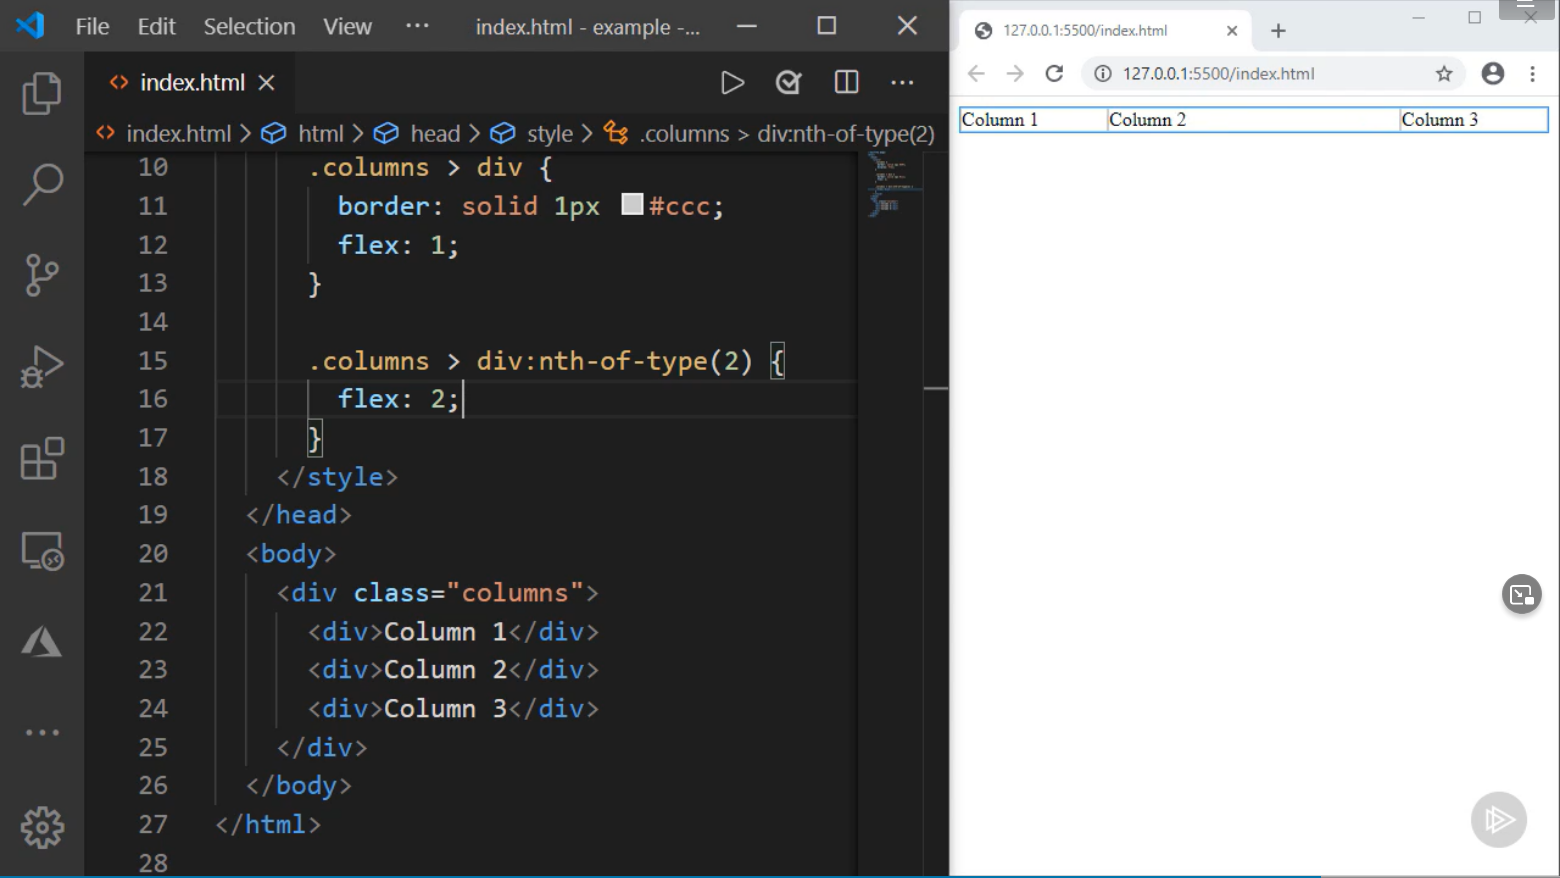 File Edit Selection View ··· index.html - example -...
index.html
index.html > html > head > style > .columns > div:nth-of-type(2)
10 .columns > div {
11 border: solid 1px #ccc;
12 flex: 1;
13 }
14
15 .columns > div:nth-of-type(2) {
16 flex: 2;
17 }
18 </style>
19 </head>
20 <body>
21 <div class="columns">
22 <div>Column 1</div>
23 <div>Column 2</div>
24 <div>Column 3</div>
25 </div>
26 </body>
27 </html>
28
127.0.0.1:5500/index.html
127.0.0.1:5500/index.html
Column 1 Column 2 Column 3